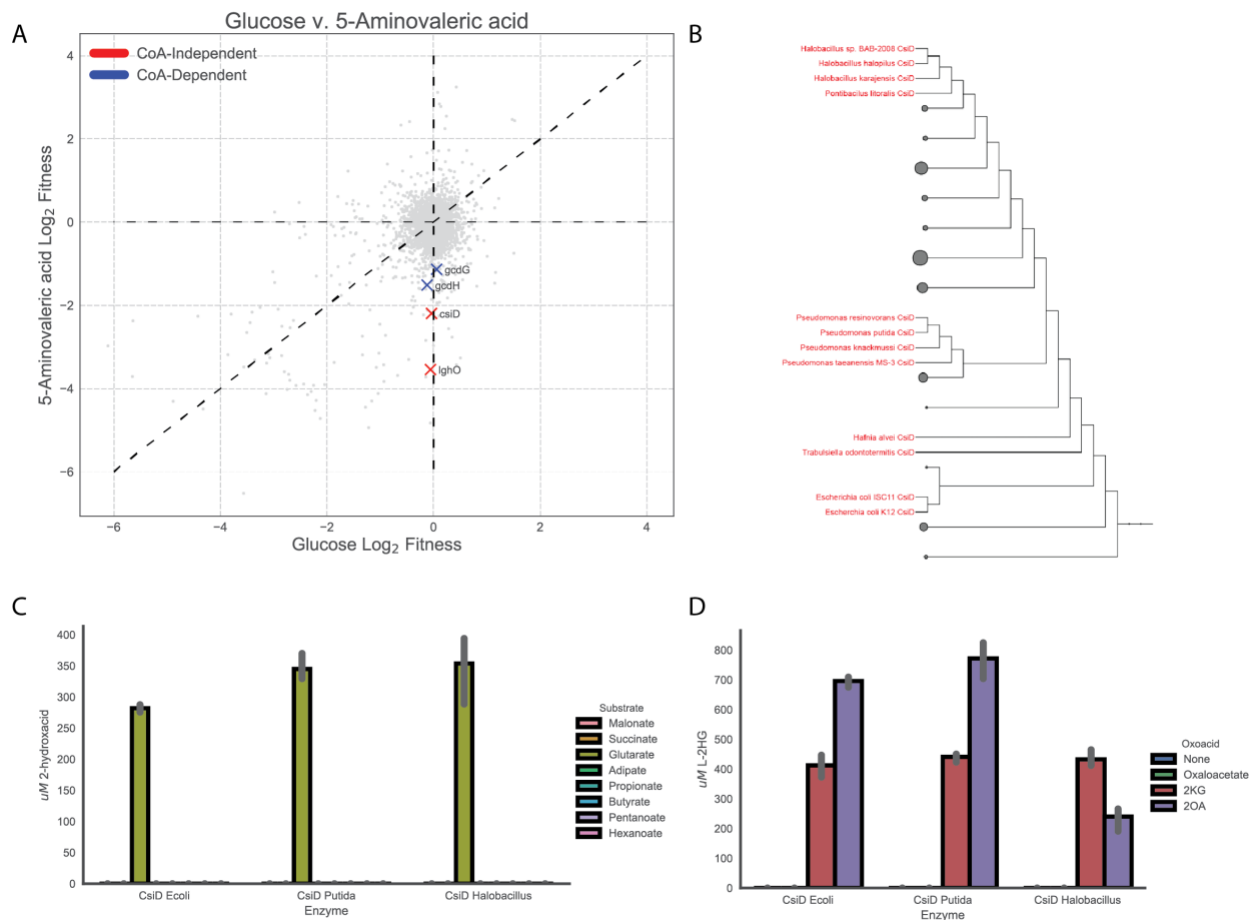 A
Glucose v. 5-Aminovaleric acid
CoA-Independent
CoA-Dependent
4
2
0
−2
−4
−6
5-Aminovaleric acid Log2 Fitness
gcdG
gcdH
csiD
lghO
−6
−4
−2
0
2
4
Glucose Log2 Fitness
B
Halobacillus sp. BAB-2008 CsiD
Halobacillus halopilus CsiD
Halobacillus karajensis CsiD
Pontibacillus litoralis CsiD
Pseudomonas resinovorans CsiD
Pseudomonas putida CsiD
Pseudomonas knackmussi CsiD
Pseudomonas taeanensis MS-3 CsiD
Hafnia alvei CsiD
Trabulsiella odontotermitis CsiD
Escherichia coli ISC11 CsiD
Escherchia coli K12 CsiD
C
400
350
300
250
200
150
100
50
0
uM 2-hydroxacid
CsiD Ecoli
CsiD Putida
CsiD Halobacillus
Enzyme
Substrate
Malonate
Succinate
Glutarate
Adipate
Propionate
Butyrate
Pentanoate
Hexanoate
D
800
700
600
500
400
300
200
100
0
uM L-2HG
CsiD Ecoli
CsiD Putida
CsiD Halobacillus
Enzyme
Oxoacid
None
Oxaloacetate
2KG
2OA